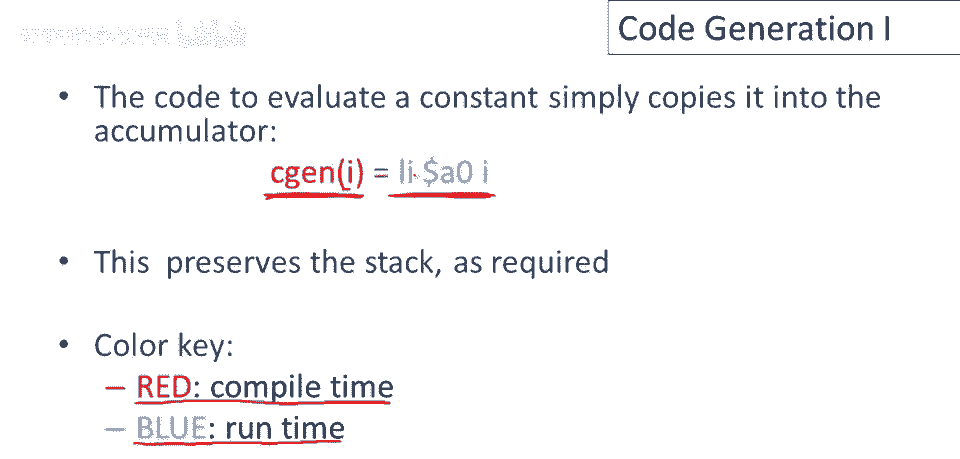 Code Generation I
• The code to evaluate a constant simply copies it into the
accumulator:
cgen(i) = li $a0 i
• This preserves the stack, as required
• Color key:
– RED: compile time
– BLUE: run time